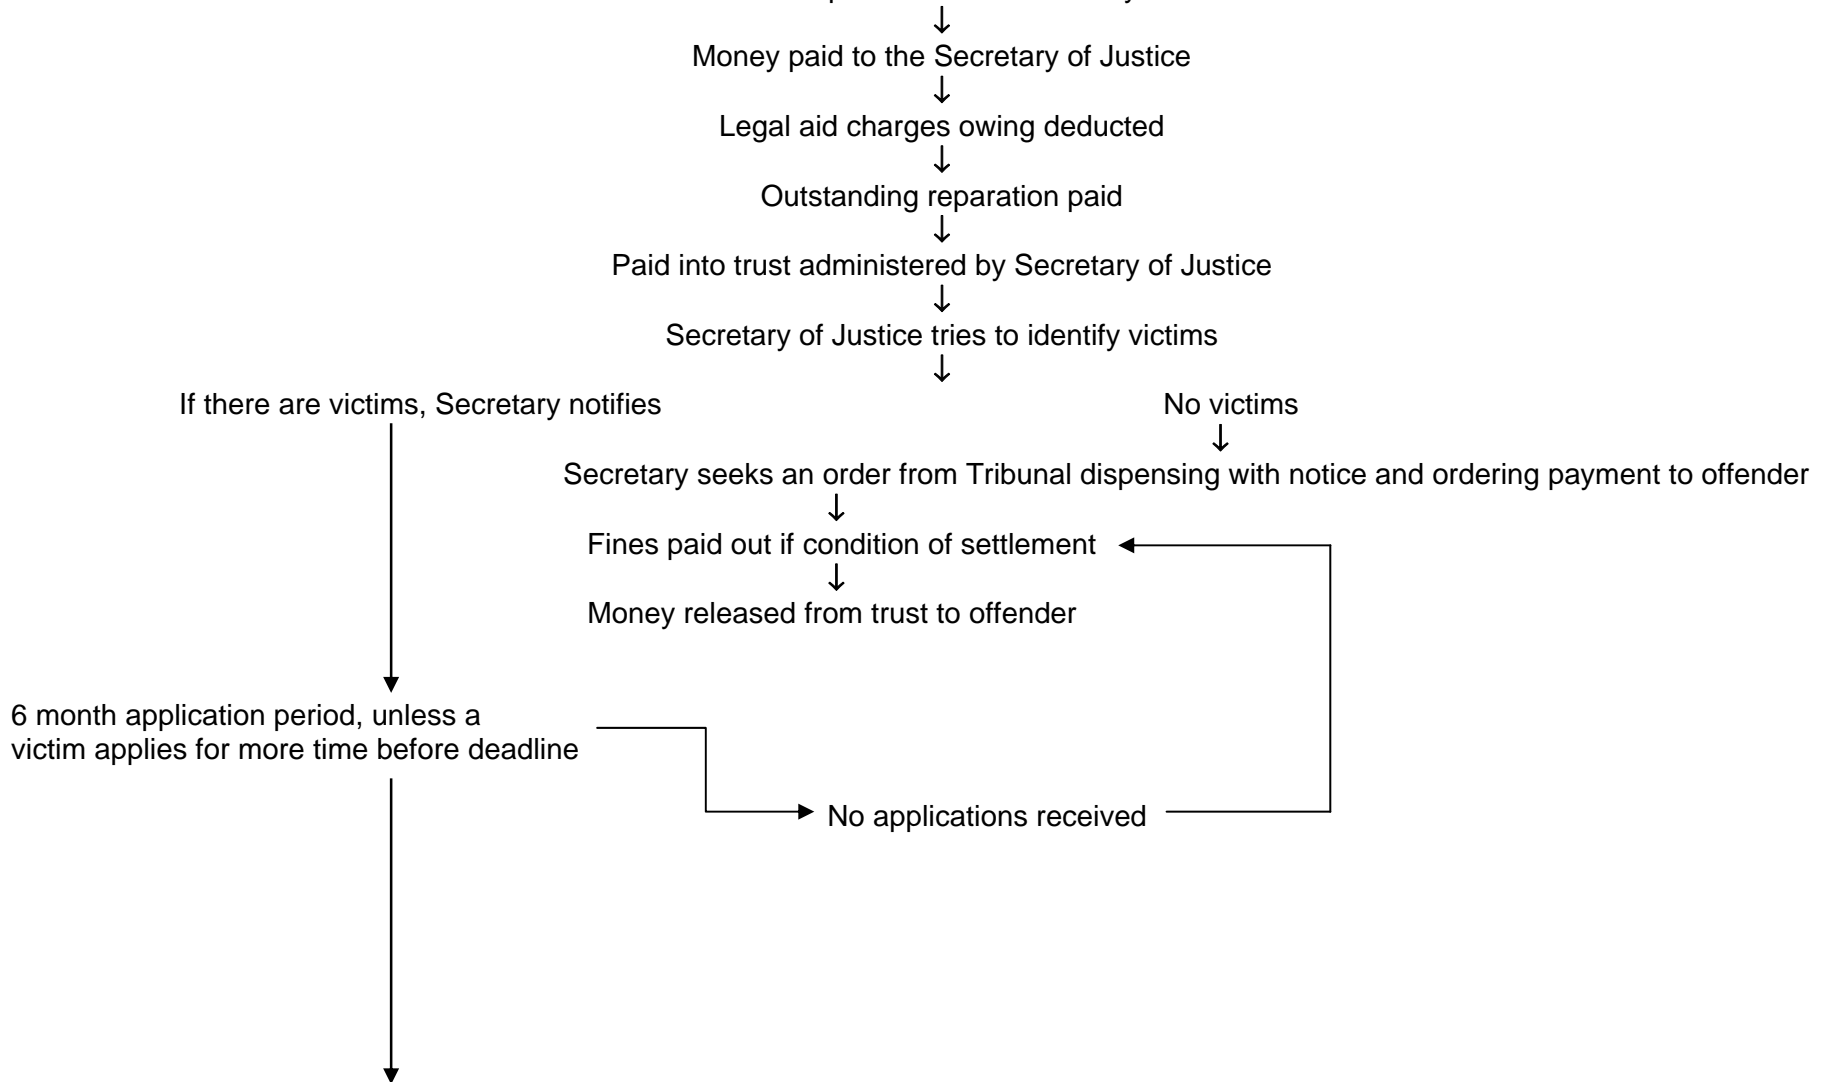 Money paid to the Secretary of Justice
Legal aid charges owing deducted
Outstanding reparation paid
Paid into trust administered by Secretary of Justice
Secretary of Justice tries to identify victims
If there are victims, Secretary notifies
No victims
Secretary seeks an order from Tribunal dispensing with notice and ordering payment to offender
Fines paid out if condition of settlement
Money released from trust to offender
6 month application period, unless a
victim applies for more time before deadline
No applications received